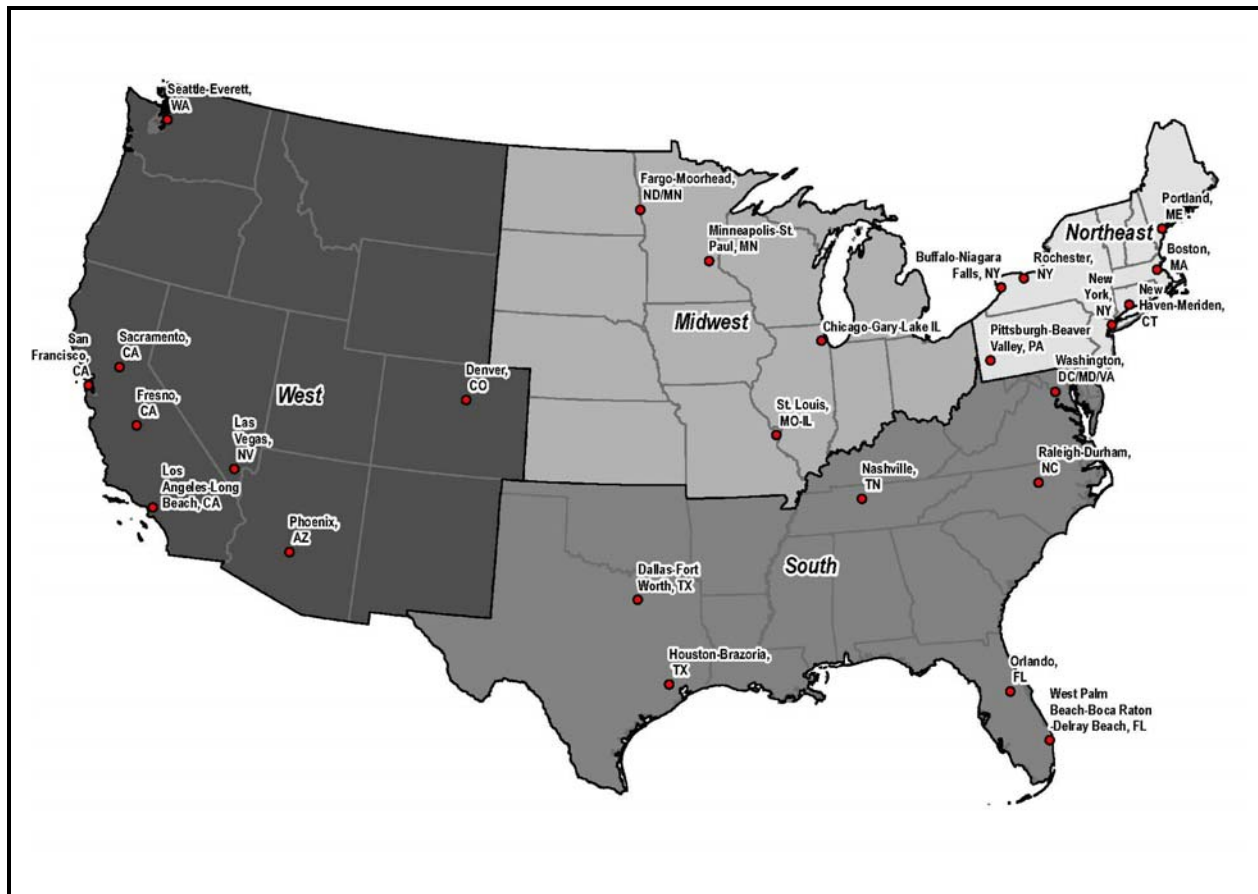 Seattle-Everett,
WA
Fargo-Moorhead,
ND/MN
Minneapolis-St.
Paul, MN
Portland,
ME
Northeast
Boston,
MA
Buffalo-Niagara
Falls, NY
Rochester,
NY
New
York,
NY
New
Haven-Meriden,
CT
Midwest
Chicago-Gary-Lake IL
Pittsburgh-Beaver
Valley, PA
Washington,
DC/MD/VA
San
Francisco,
CA
Sacramento,
CA
Fresno,
CA
West
Denver,
CO
Las
Vegas,
NV
St. Louis,
MO-IL
Los
Angeles-Long
Beach, CA
Phoenix,
AZ
Nashville,
TN
Raleigh-Durham,
NC
South
Dallas-Fort
Worth, TX
Houston-Brazoria,
TX
Orlando,
FL
West Palm
Beach-Boca Raton
-Delray Beach, FL